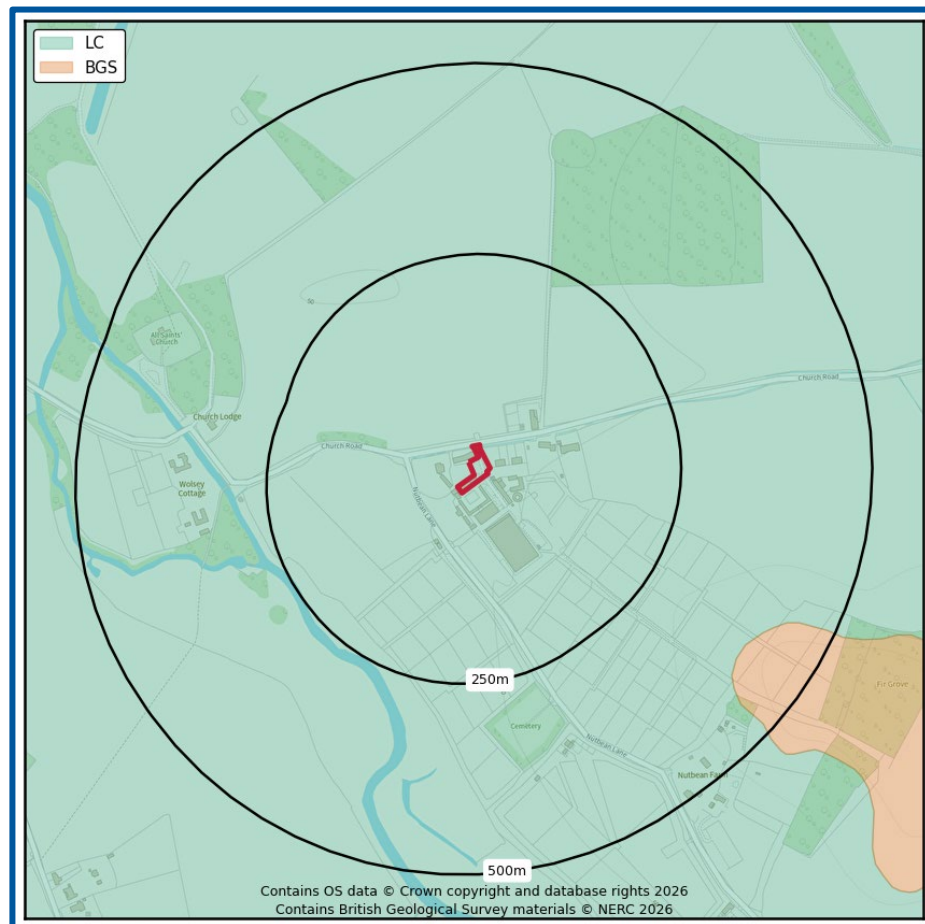 LC
BGS
50
All Saints'
Church
Church Lodge
Church Road
Church Road
Wolsey
Cottage
Nutbean Lane
250m
Fir Grove
Cemetery
Nutbean Lane
Nutbean Farm
500m
Contains OS data © Crown copyright and database rights 2026
Contains British Geological Survey materials © NERC 2026